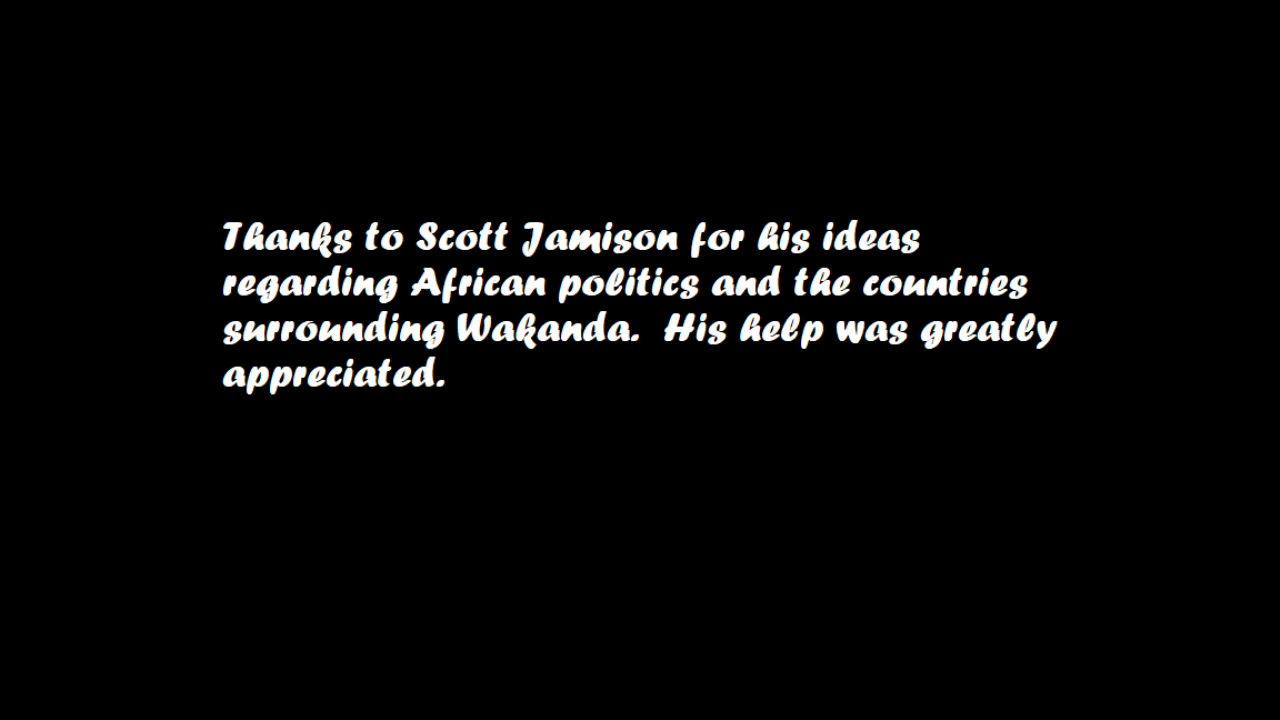 Thanks to Scott Jamison for his ideas
regarding African politics and the countries
surrounding Wakanda.  His help was greatly
appreciated.